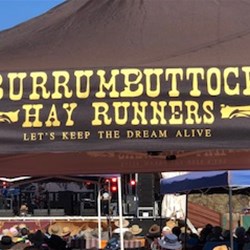 BURRUMBUTTOCK
HAY RUNNERS
LET'S KEEP THE DREAM ALIVE